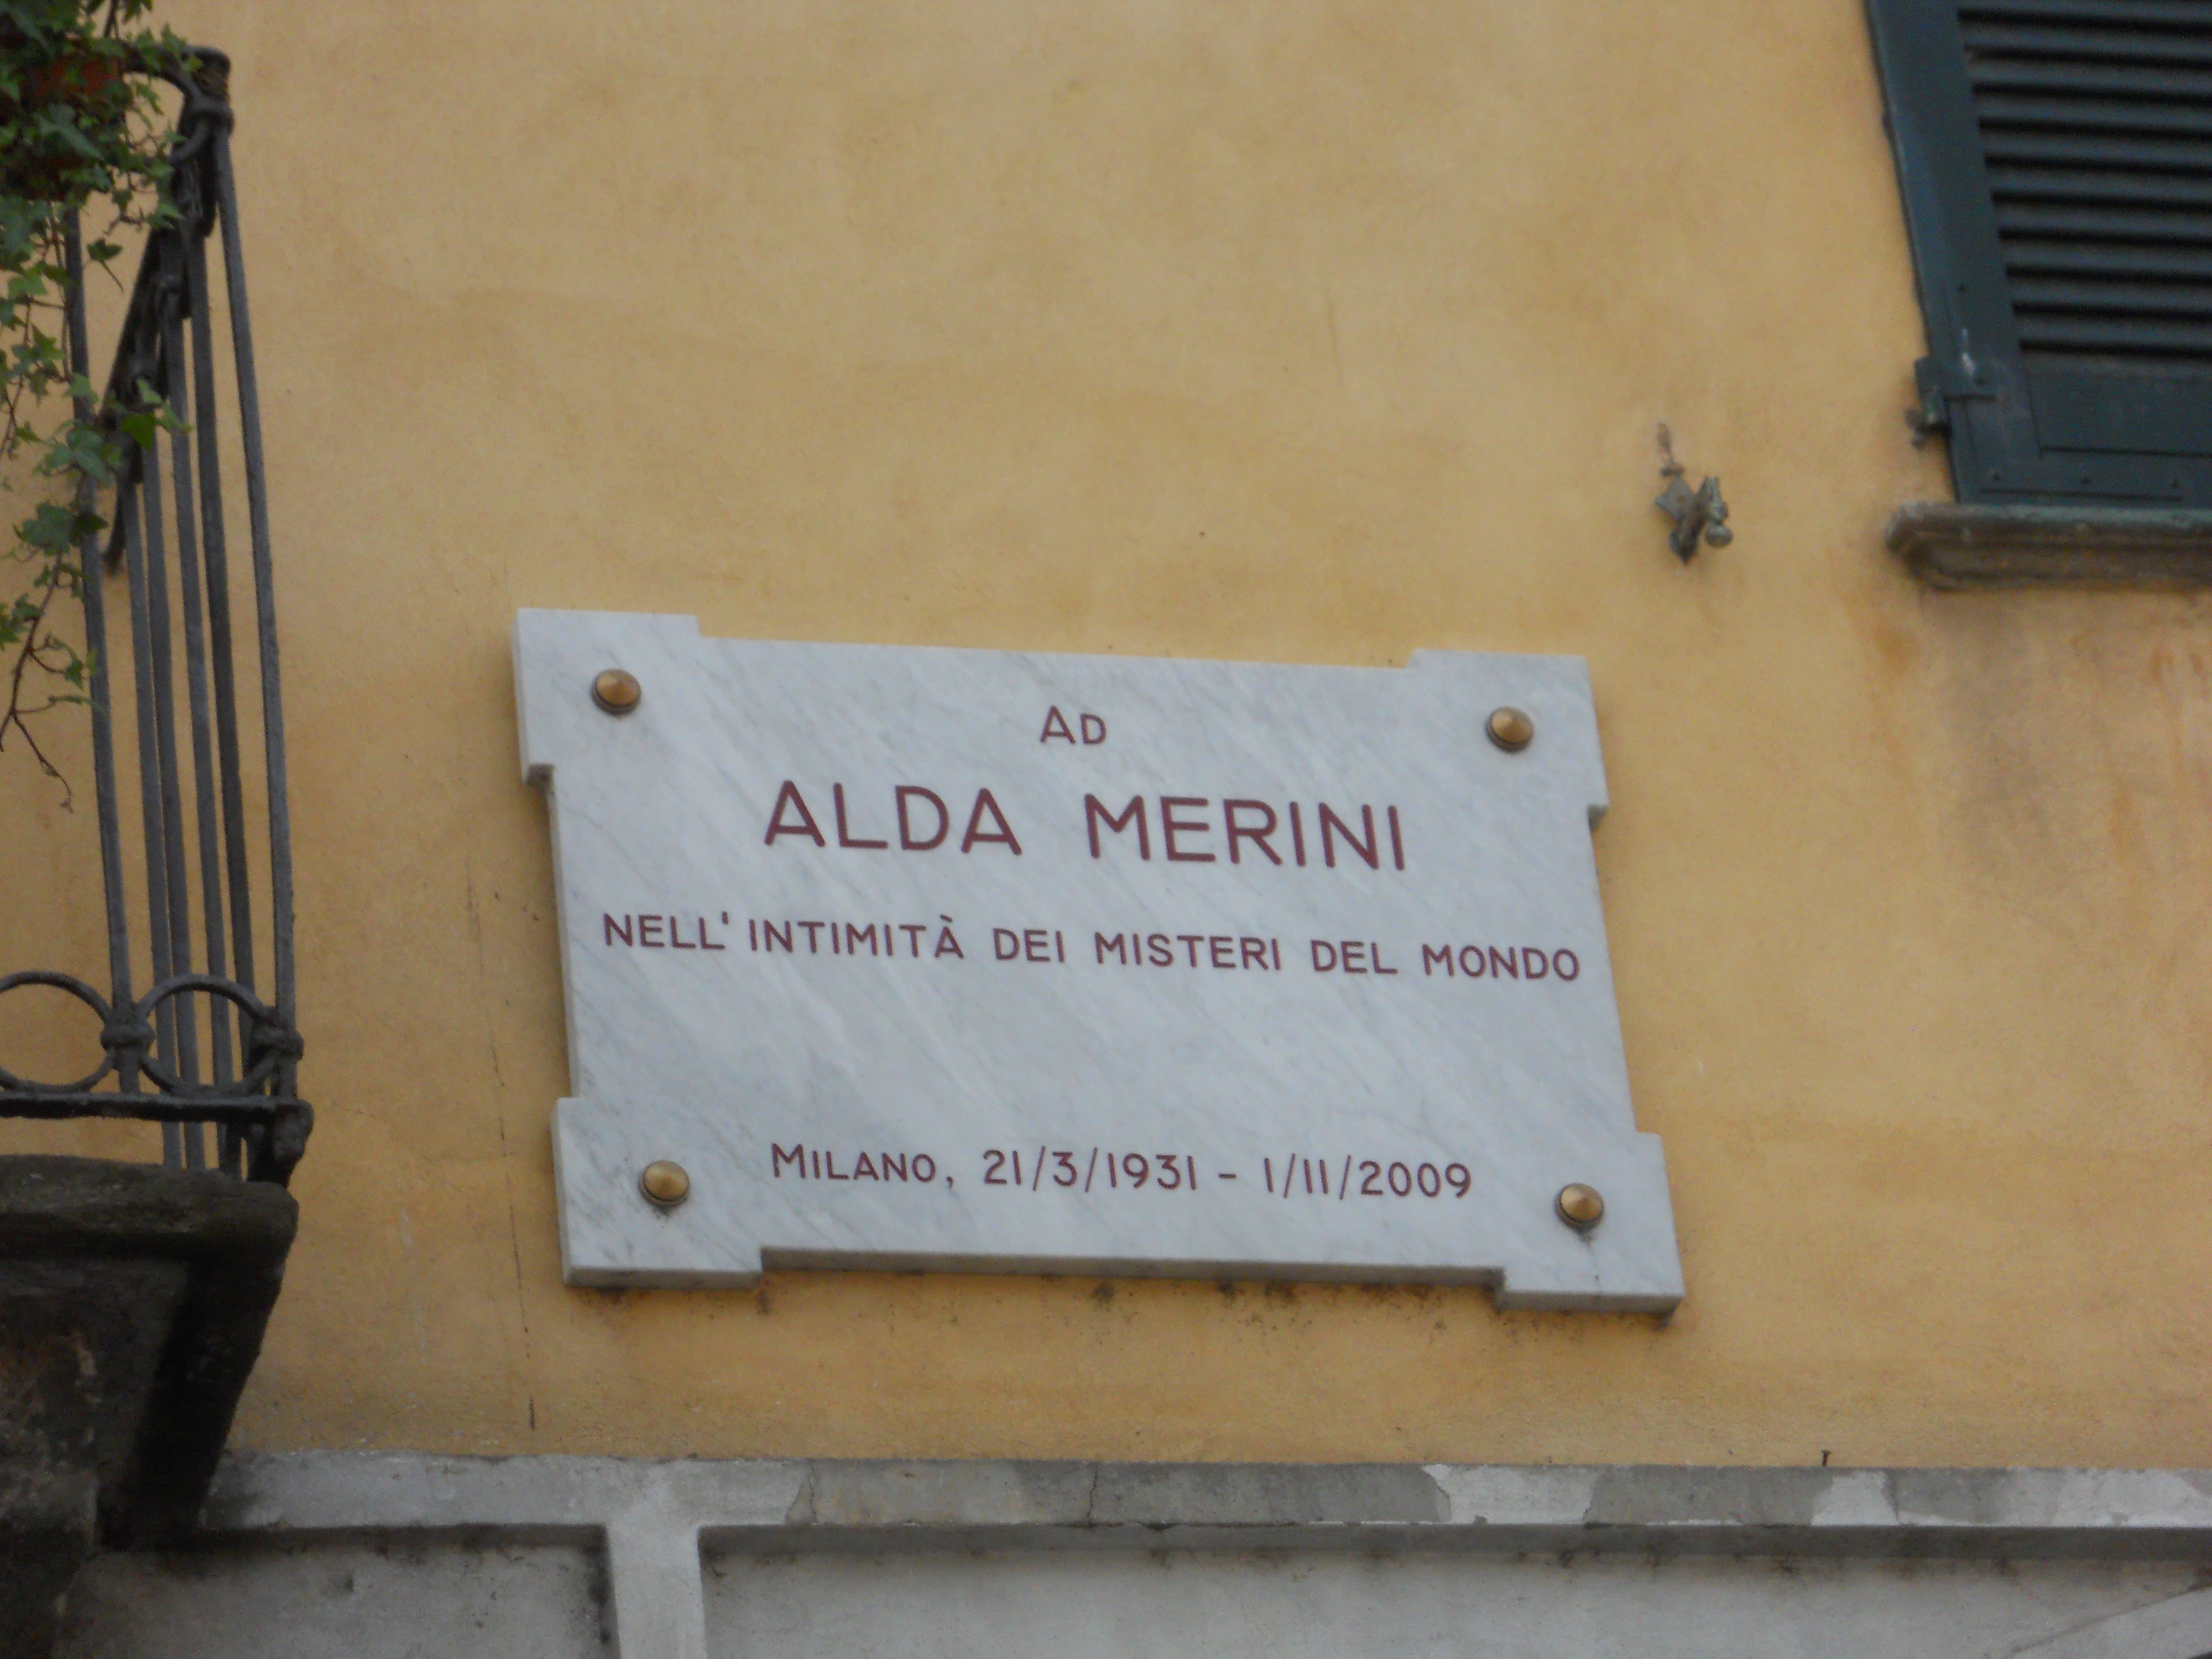 AD
ALDA MERINI
NELL'INTIMITÀ DEI MISTERI DEL MONDO
MILANO, 21/3/1931 - 1/11/2009